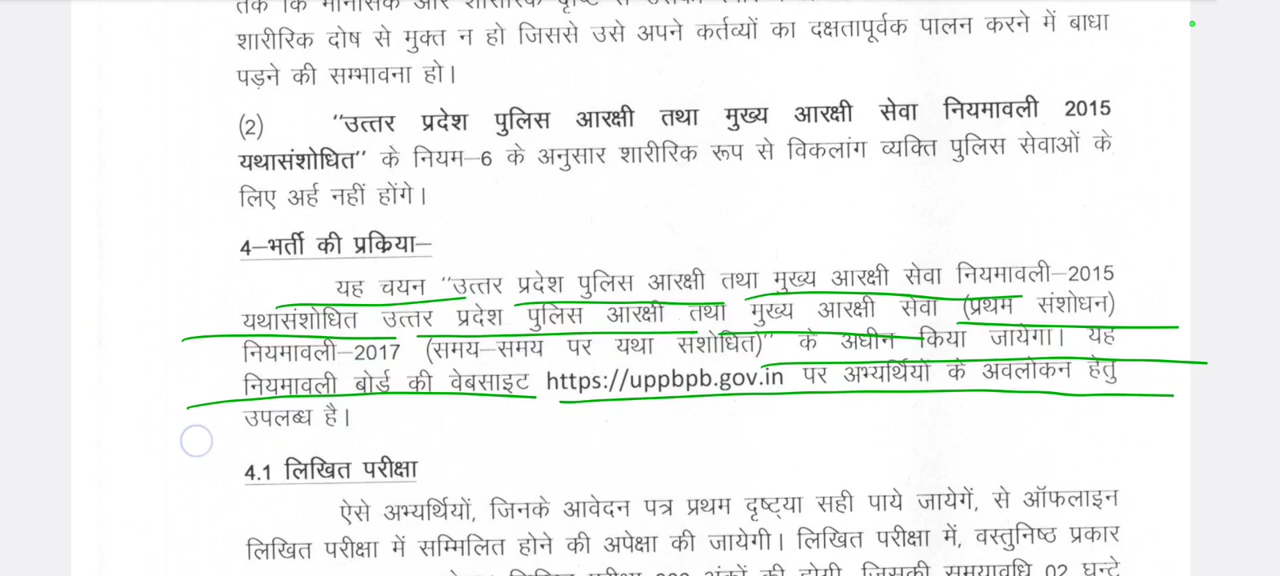 शारीरिक दोष से मुक्त न हो जिससे उसे अपने कर्तव्यों का दक्षतापूर्वक पालन करने में बाधा
पड़ने की सम्भावना हो।
(2) "उत्तर प्रदेश पुलिस आरक्षी तथा मुख्य आरक्षी सेवा नियमावली 2015
यथासंशोधित" के नियम–6 के अनुसार शारीरिक रूप से विकलांग व्यक्ति पुलिस सेवाओं के
लिए अर्ह नहीं होंगे।
4–भर्ती की प्रक्रिया–
यह चयन "उत्तर प्रदेश पुलिस आरक्षी तथा मुख्य आरक्षी सेवा नियमावली–2015
यथासंशोधित उत्तर प्रदेश पुलिस आरक्षी तथा मुख्य आरक्षी सेवा (प्रथम संशोधन)
नियमावली–2017 (समय–समय पर यथा संशोधित)" के अधीन किया जायेगा। यह
नियमावली बोर्ड की वेबसाइट https://uppbpb.gov.in पर अभ्यर्थियों के अवलोकन हेतु
उपलब्ध है।
4.1 लिखित परीक्षा
ऐसे अभ्यर्थियों, जिनके आवेदन पत्र प्रथम दृष्ट्या सही पाये जायेगें, से ऑफलाइन
लिखित परीक्षा में सम्मिलित होने की अपेक्षा की जायेगी। लिखित परीक्षा में, वस्तुनिष्ठ प्रकार